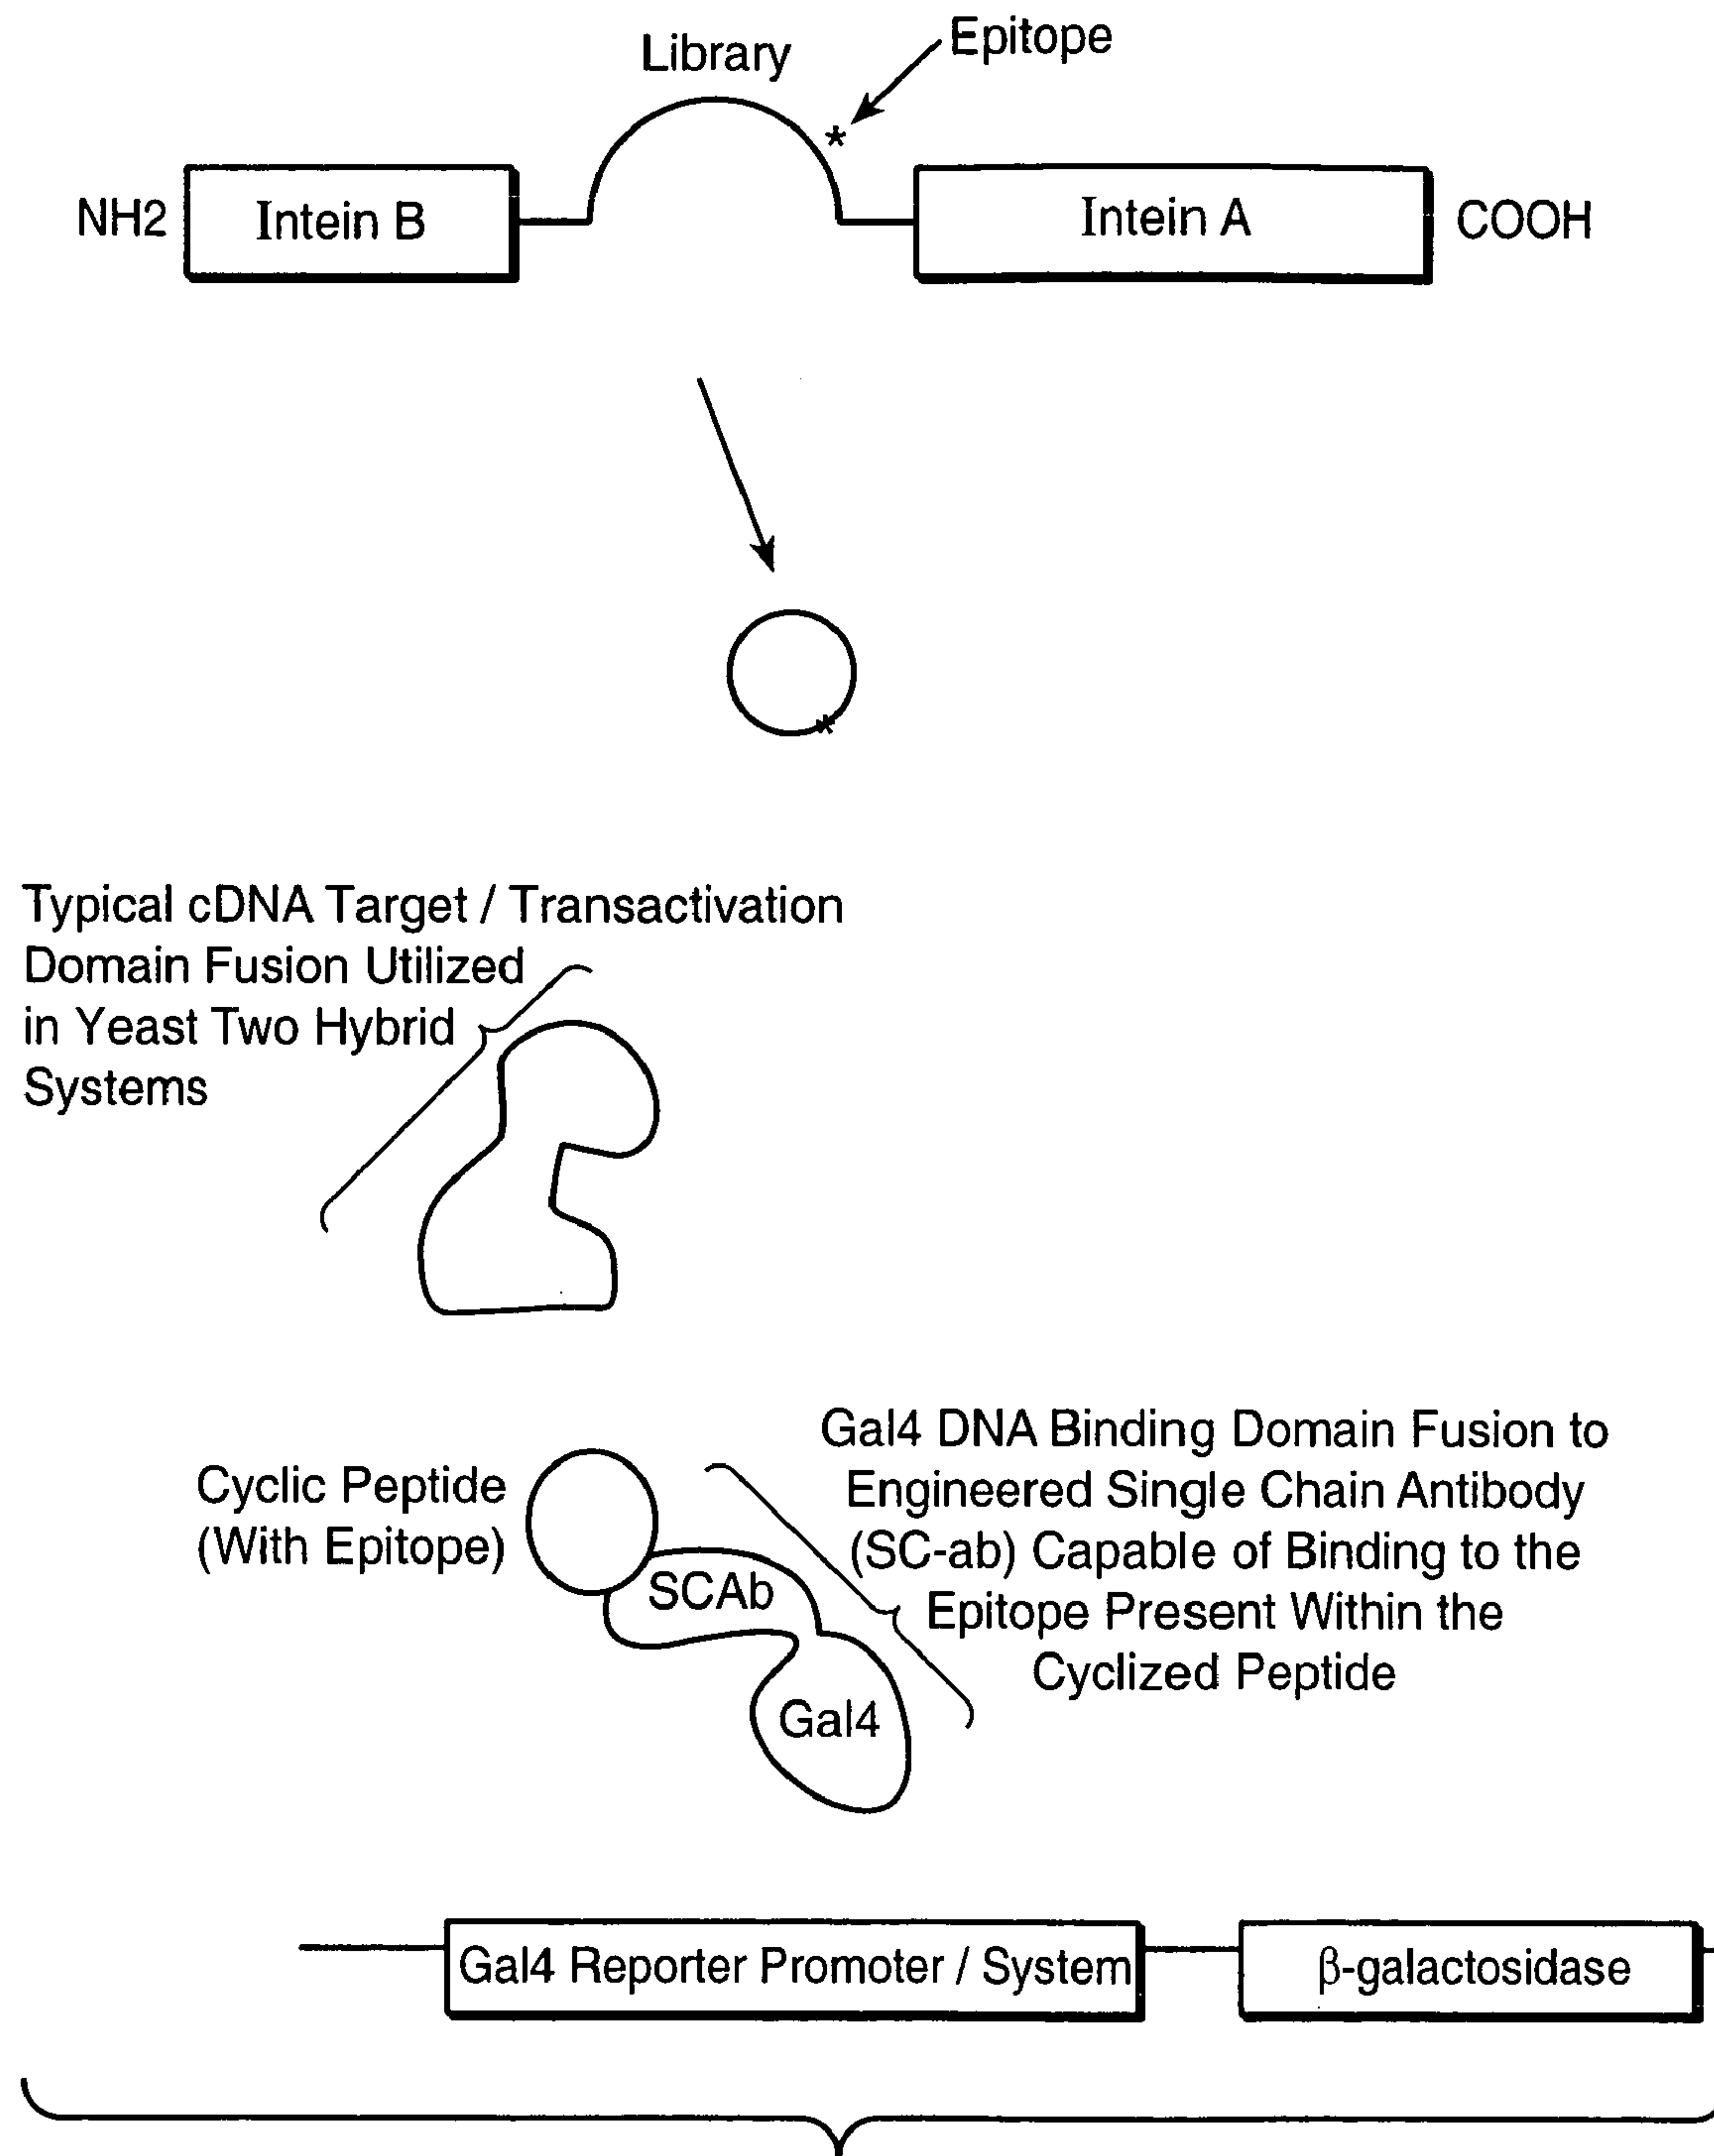 Library
Epitope
*
NH2
Intein B
Intein A
COOH
*
Typical cDNA Target / Transactivation
Domain Fusion Utilized
in Yeast Two Hybrid
Systems
Cyclic Peptide
(With Epitope)
SCAb
Gal4
Gal4 DNA Binding Domain Fusion to
Engineered Single Chain Antibody
(SC-ab) Capable of Binding to the
Epitope Present Within the
Cyclized Peptide
Gal4 Reporter Promoter / System
β-galactosidase